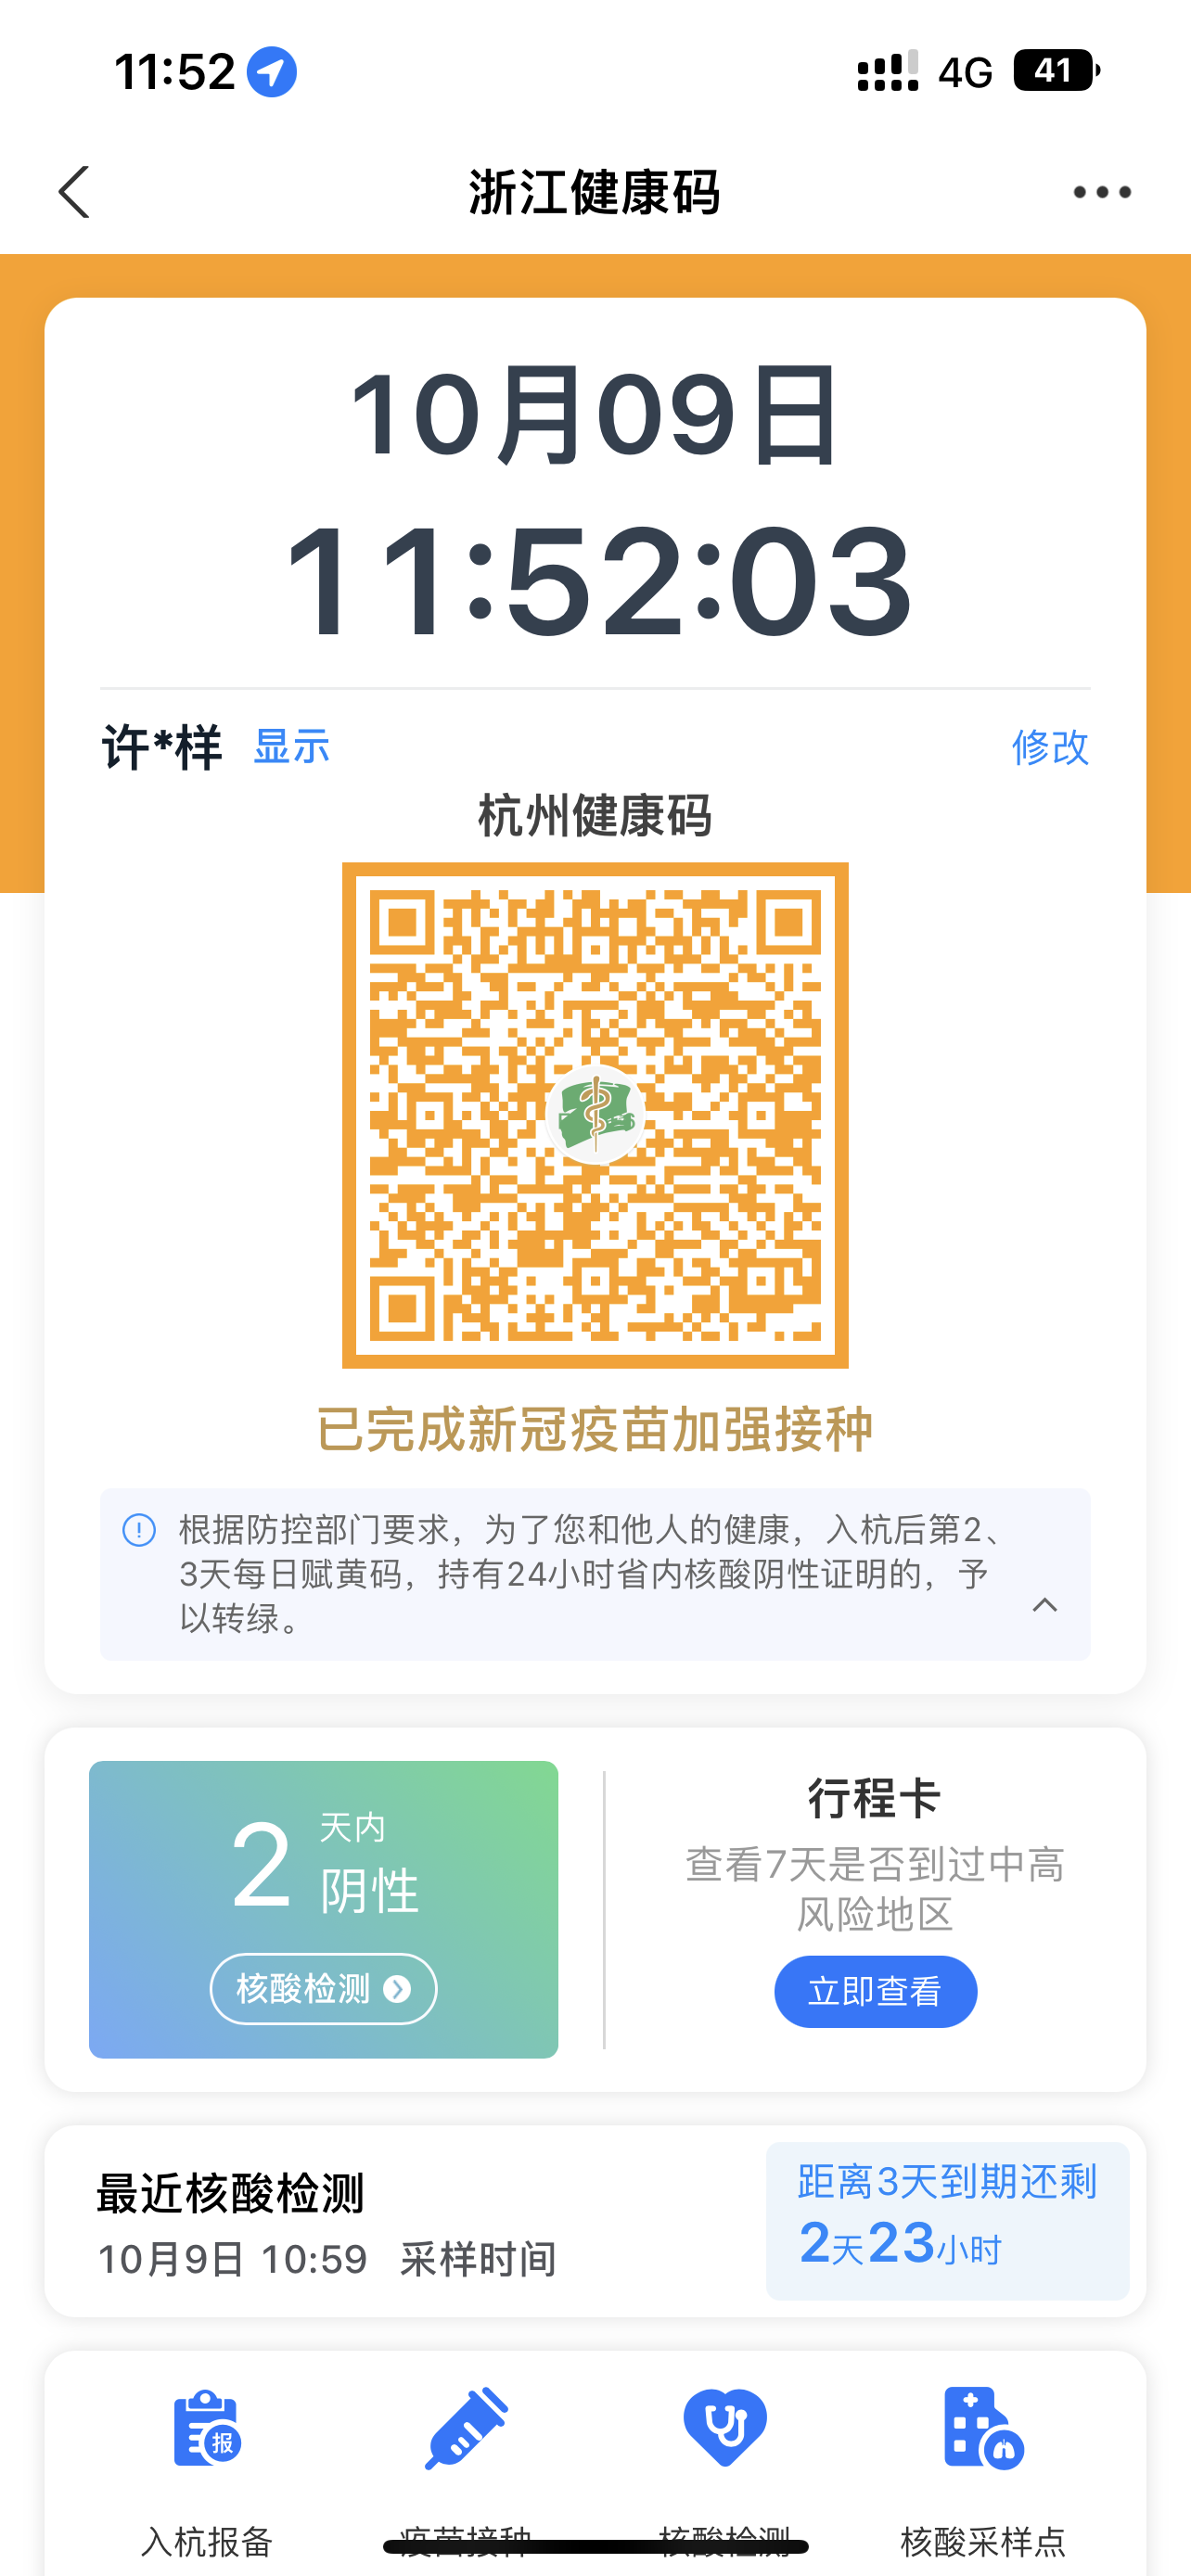 11:52
4G 41
浙江健康码
10月09日
11:52:03
许*样 显示 修改
杭州健康码
已完成新冠疫苗加强接种
根据防控部门要求，为了您和他人的健康，入杭后第2、
3天每日赋黄码，持有24小时省内核酸阴性证明的，予
以转绿。
2 天内
阴性
核酸检测
行程卡
查看7天是否到过中高
风险地区
立即查看
最近核酸检测
10月9日 10:59 采样时间
距离3天到期还剩
2天23小时
报
入杭报备 疫苗接种 核酸检测 核酸采样点